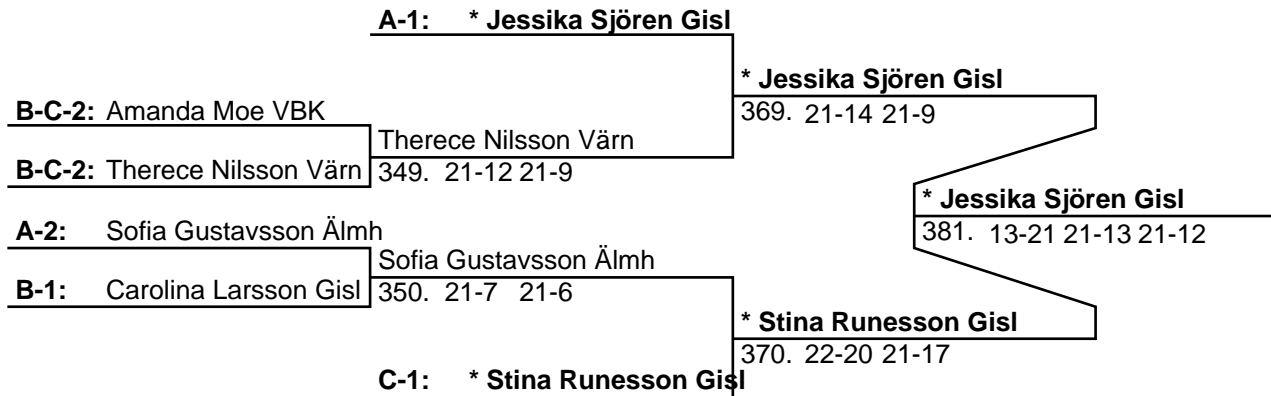 A-1: * Jessika Sjören Gisl
* Jessika Sjören Gisl
B-C-2: Amanda Moe VBK
369. 21-14 21-9
Therece Nilsson Värn
B-C-2: Therece Nilsson Värn
349. 21-12 21-9
* Jessika Sjören Gisl
A-2: Sofia Gustavsson Älmh
381. 13-21 21-13 21-12
Sofia Gustavsson Älmh
B-1: Carolina Larsson Gisl
350. 21-7 21-6
* Stina Runesson Gisl
370. 22-20 21-17
C-1: * Stina Runesson Gisl